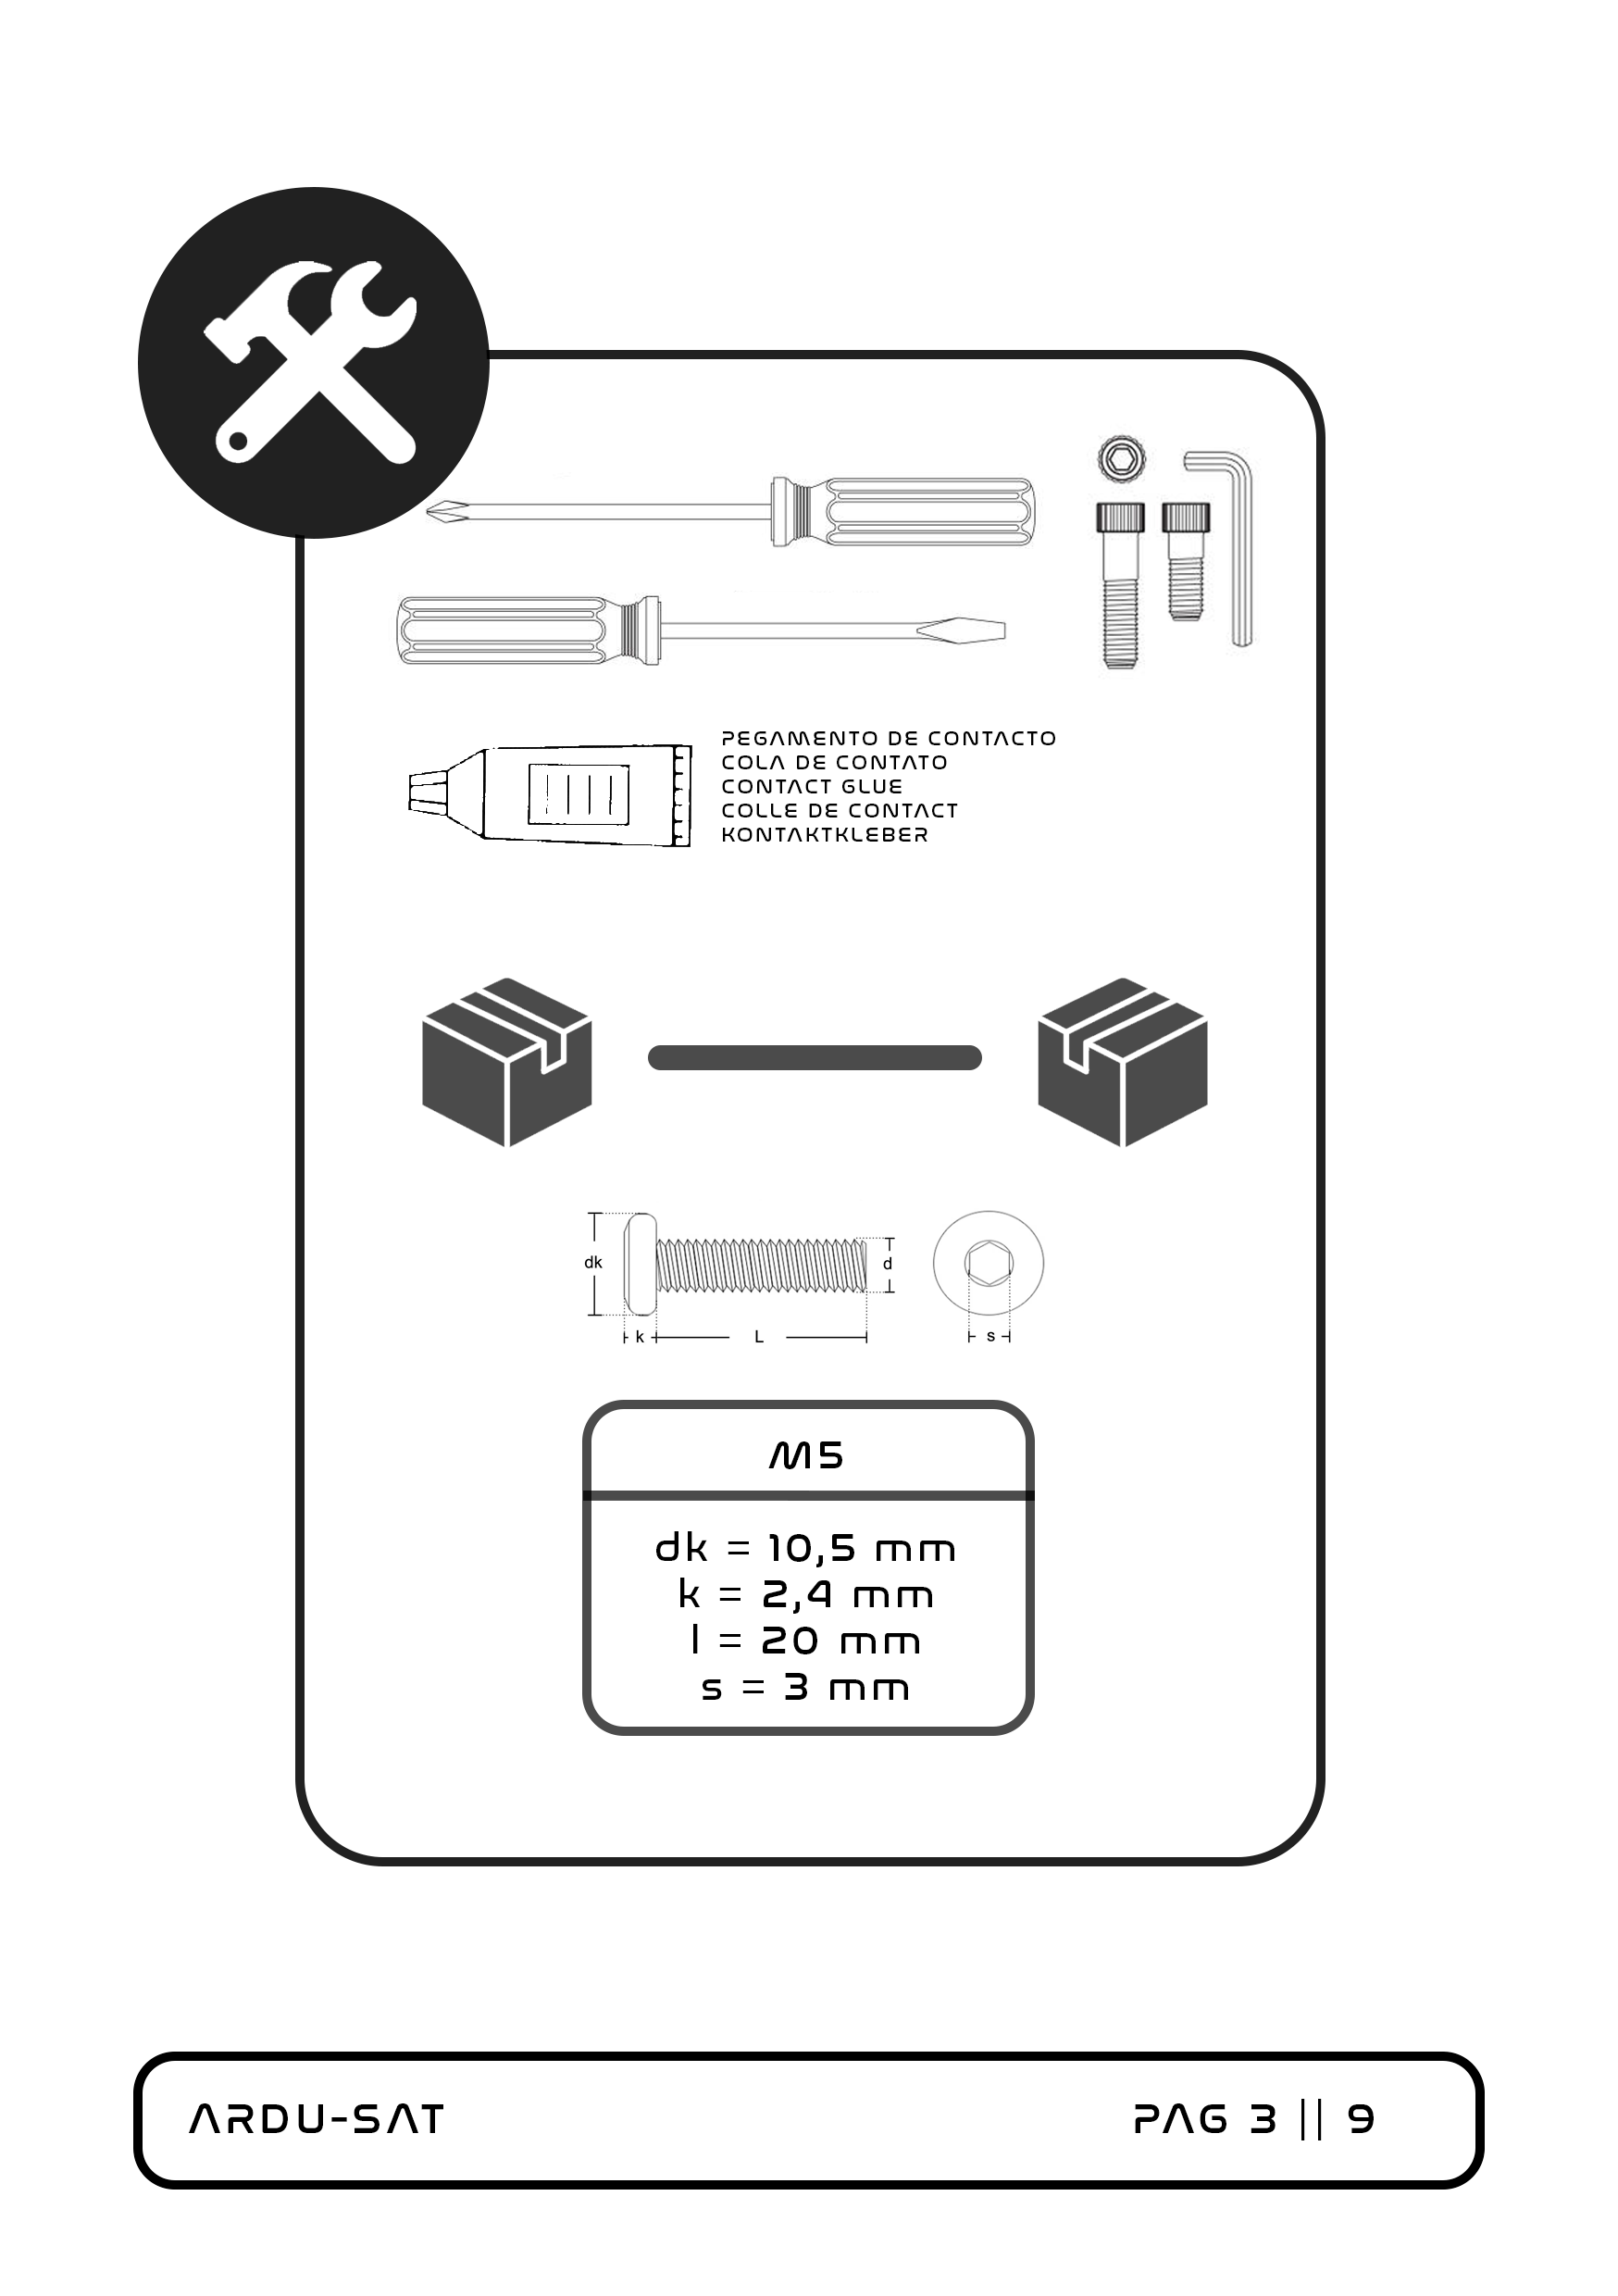 PEGAMENTO DE CONTACTO
COLA DE CONTATO
CONTACT GLUE
COLLE DE CONTACT
KONTAKTKLEBER
dk
d
k
L
s
M5
dk = 10,5 mm
k = 2,4 mm
l = 20 mm
s = 3 mm
ARDU-SAT
PAG 3 || 9